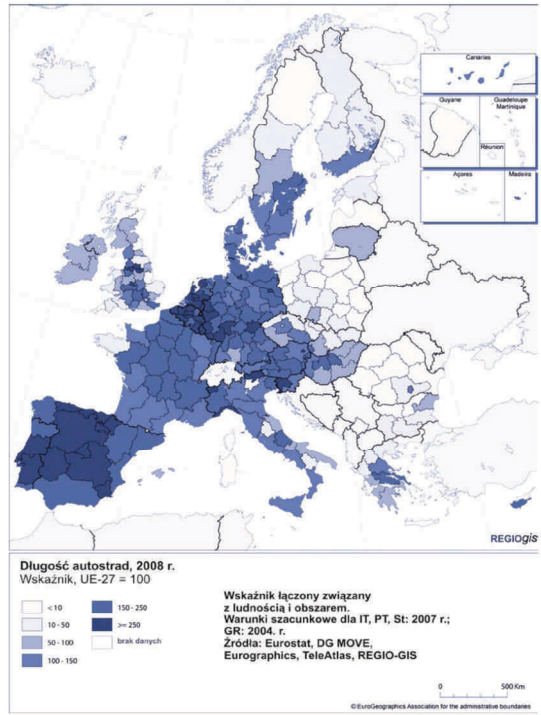 Canarias
Guyane
Guadeloupe
Martinique
Réunion
Açores
Madeira
REGIOgis
Długość autostrad, 2008 r.
Wskaźnik, UE-27 = 100
< 10
10 - 50
50 - 100
100 - 150
150 - 250
>= 250
brak danych
Wskaźnik łączony związany
z ludnością i obszarem.
Warunki szacunkowe dla IT, PT, St: 2007 r.;
GR: 2004. r.
Źródła: Eurostat, DG MOVE,
Eurographics, TeleAtlas, REGIO-GIS
0 500 Km
© EuroGeographics Association for the administrative boundaries